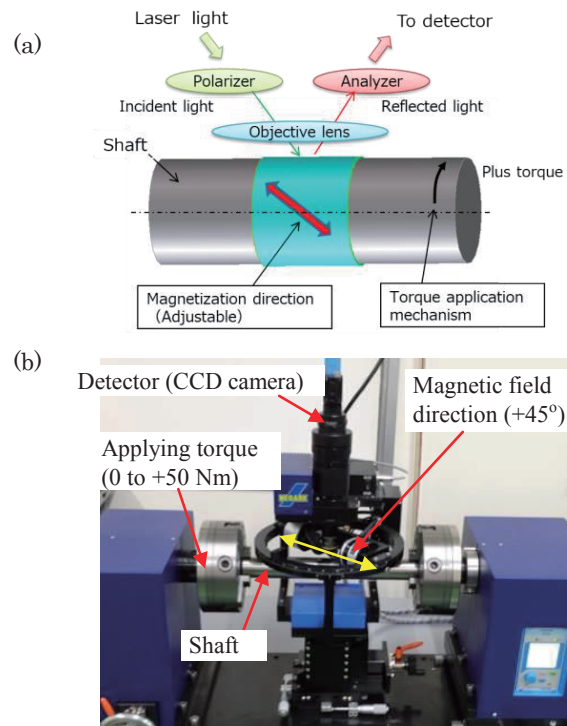 (a)
Laser light
To detector
Polarizer
Analyzer
Incident light
Reflected light
Objective lens
Shaft
Plus torque
Magnetization direction
(Adjustable)
Torque application
mechanism
(b)
Detector (CCD camera)
Magnetic field
direction (+45°)
Applying torque
(0 to +50 Nm)
NEOARK
Shaft